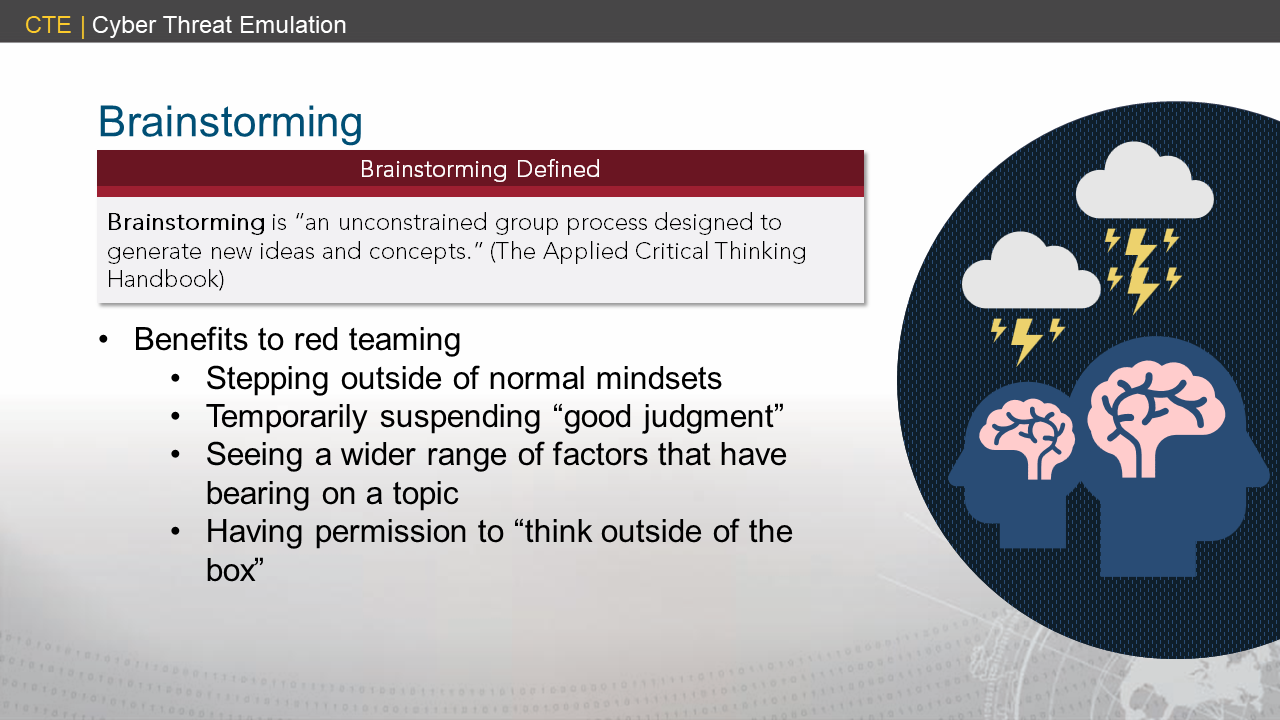 CTE | Cyber Threat Emulation
Brainstorming
Brainstorming Defined
Brainstorming is “an unconstrained group process designed to
generate new ideas and concepts.” (The Applied Critical Thinking
Handbook)
• Benefits to red teaming
• Stepping outside of normal mindsets
• Temporarily suspending “good judgment”
• Seeing a wider range of factors that have
bearing on a topic
• Having permission to “think outside of the
box”